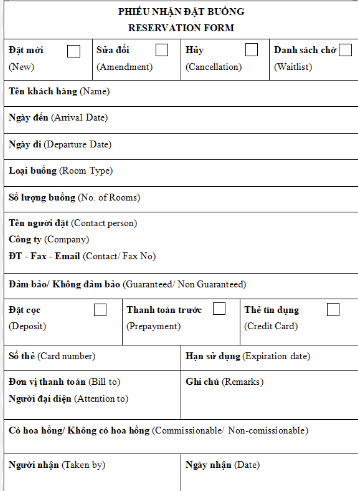 PHIẾU NHẬN ĐẶT BUỒNG
RESERVATION FORM
Đặt mới
(New)
Sửa đổi
(Amendment)
Hủy
(Cancellation)
Danh sách chờ
(Waitlist)
Tên khách hàng (Name)
Ngày đến (Arrival Date)
Ngày đi (Departure Date)
Loại buồng (Room Type)
Số lượng buồng (No. of Rooms)
Tên người đặt (Contact person)
Công ty (Company)
ĐT - Fax - Email (Contact/ Fax No)
Đảm bảo/ Không đảm bảo (Guaranteed/ Non Guaranteed)
Đặt cọc
(Deposit)
Thanh toán trước
(Prepayment)
Thẻ tín dụng
(Credit Card)
Số thẻ (Card number)
Hạn sử dụng (Expiration date)
Đơn vị thanh toán (Bill to)
Người đại diện (Attention to)
Ghi chú (Remarks)
Có hoa hồng/ Không có hoa hồng (Commissionable/ Non-comissionable)
Người nhận (Taken by)
Ngày nhận (Date)